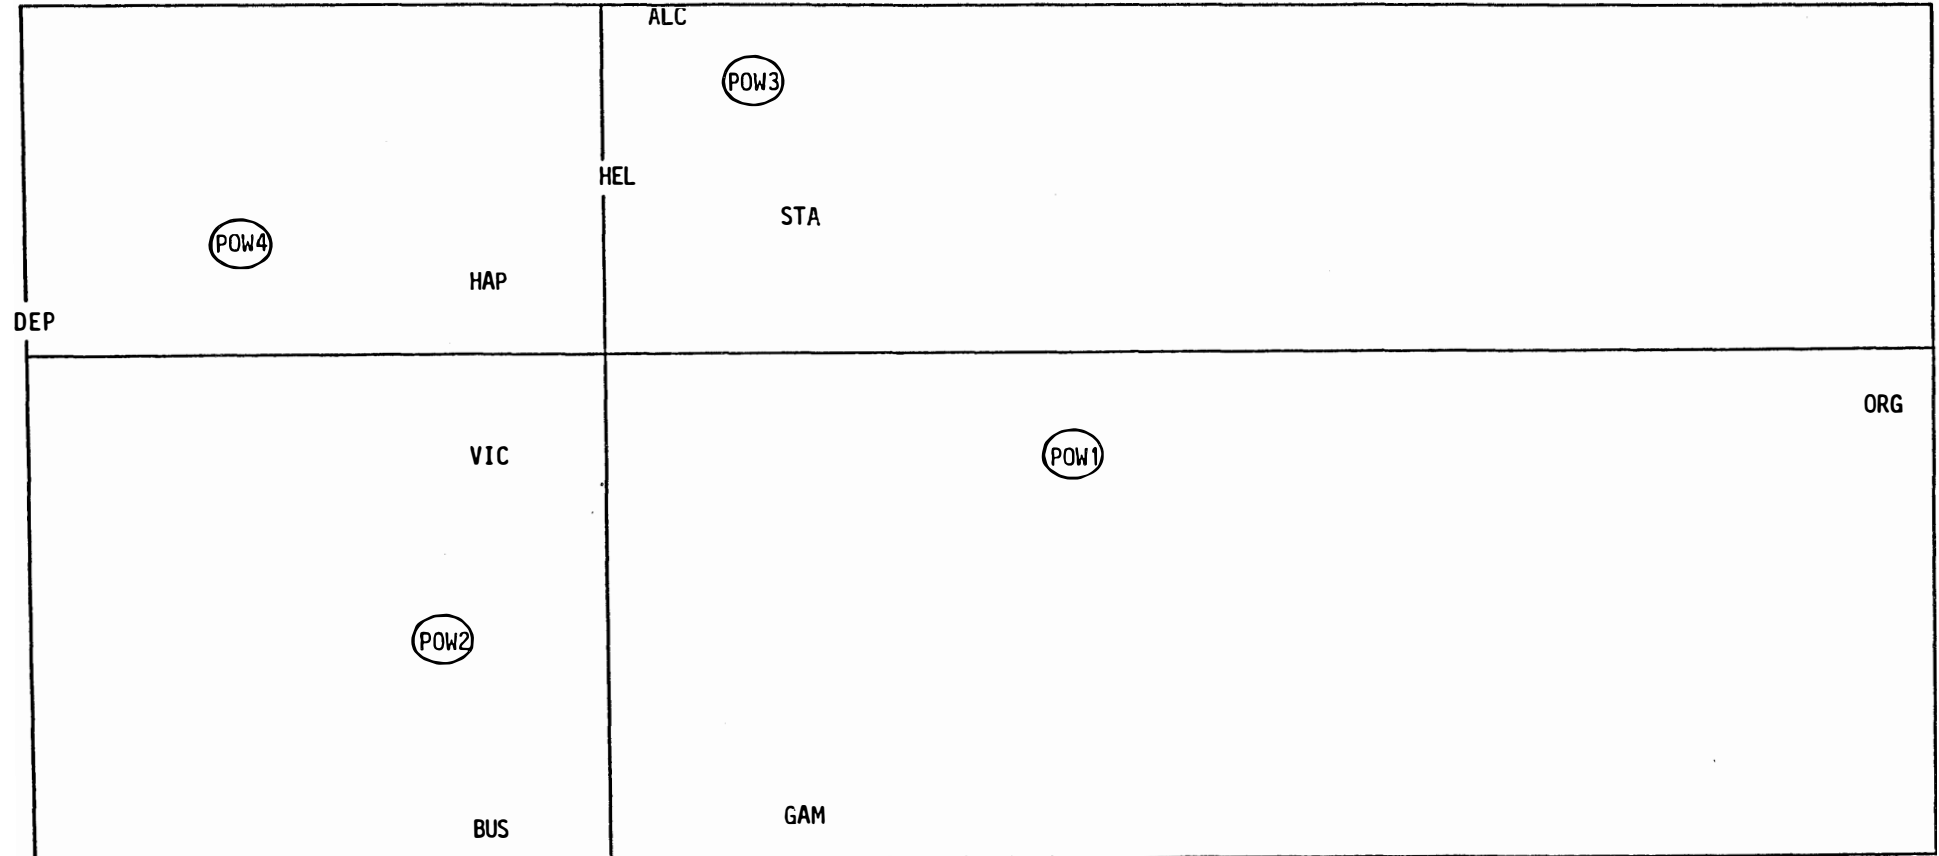 ALC
POW3
HEL
STA
POW4
HAP
DEP
ORG
VIC
POW1
POW2
GAM
BUS